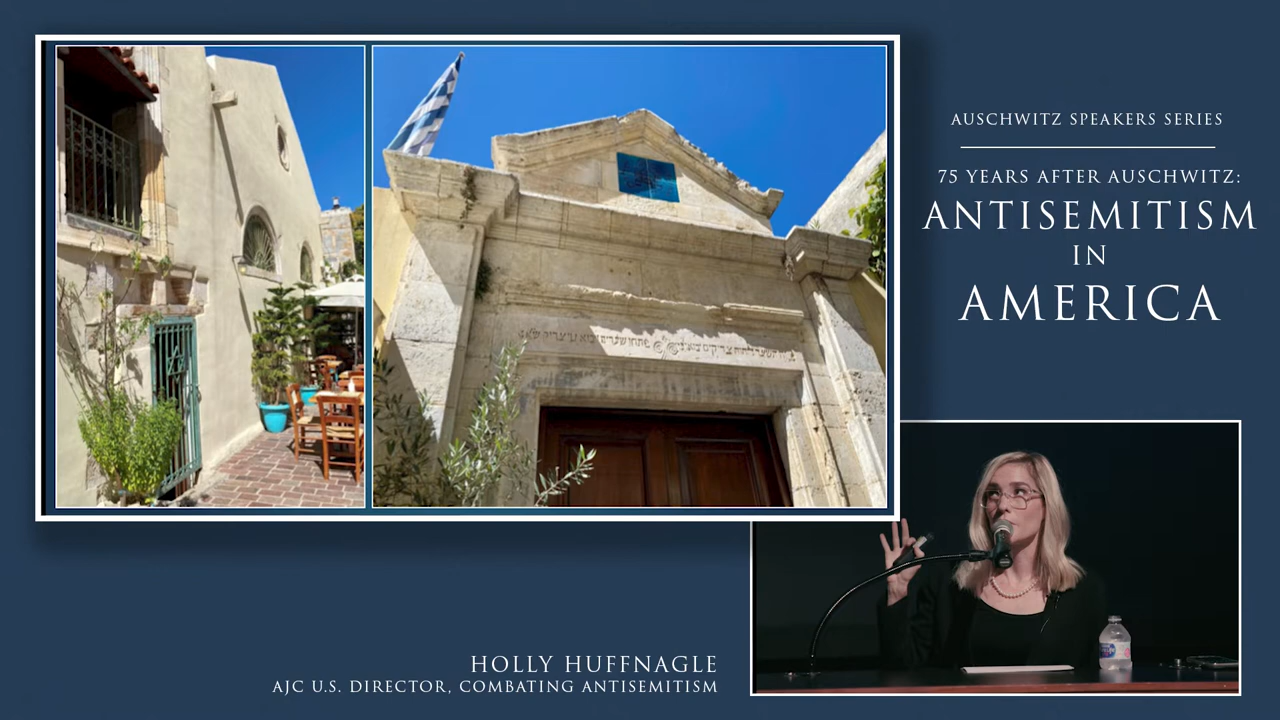 AUSCHWITZ SPEAKERS SERIES
75 YEARS AFTER AUSCHWITZ:
ANTISEMITISM
IN
AMERICA
HOLLY HUFFNAGLE
AJC U.S. DIRECTOR, COMBATING ANTISEMITISM